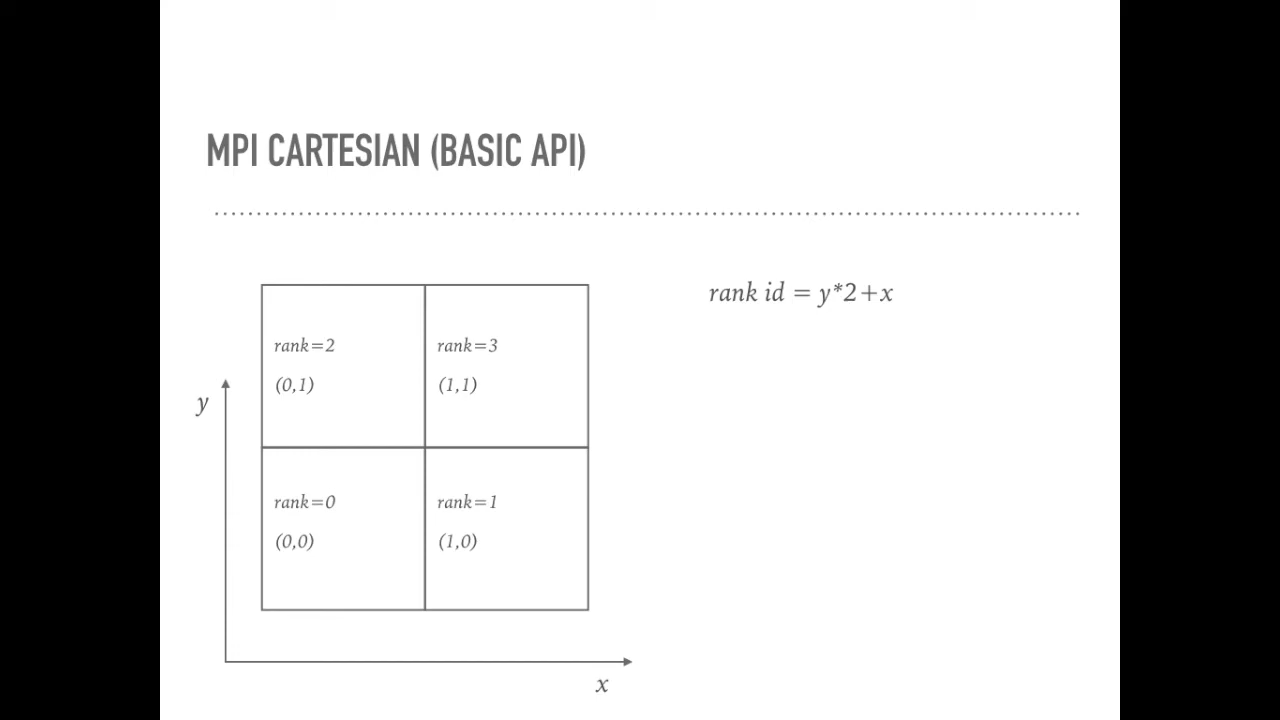 MPI CARTESIAN (BASIC API)
rank id = y*2+x
rank=2
(0,1)
rank=3
(1,1)
y
rank=0
(0,0)
rank=1
(1,0)
x